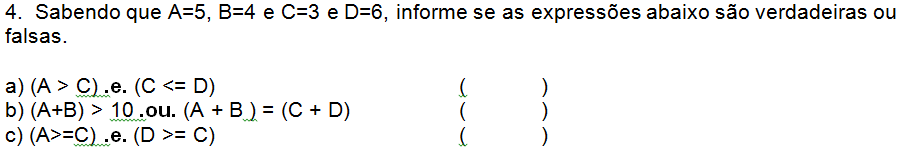 4. Sabendo que A=5, B=4 e C=3 e D=6, informe se as expressões abaixo são verdadeiras ou
falsas.
a) (A > C) .e. (C <= D) ( )
b) (A+B) > 10 .ou. (A + B ) = (C + D) ( )
c) (A>=C) .e. (D >= C) ( )